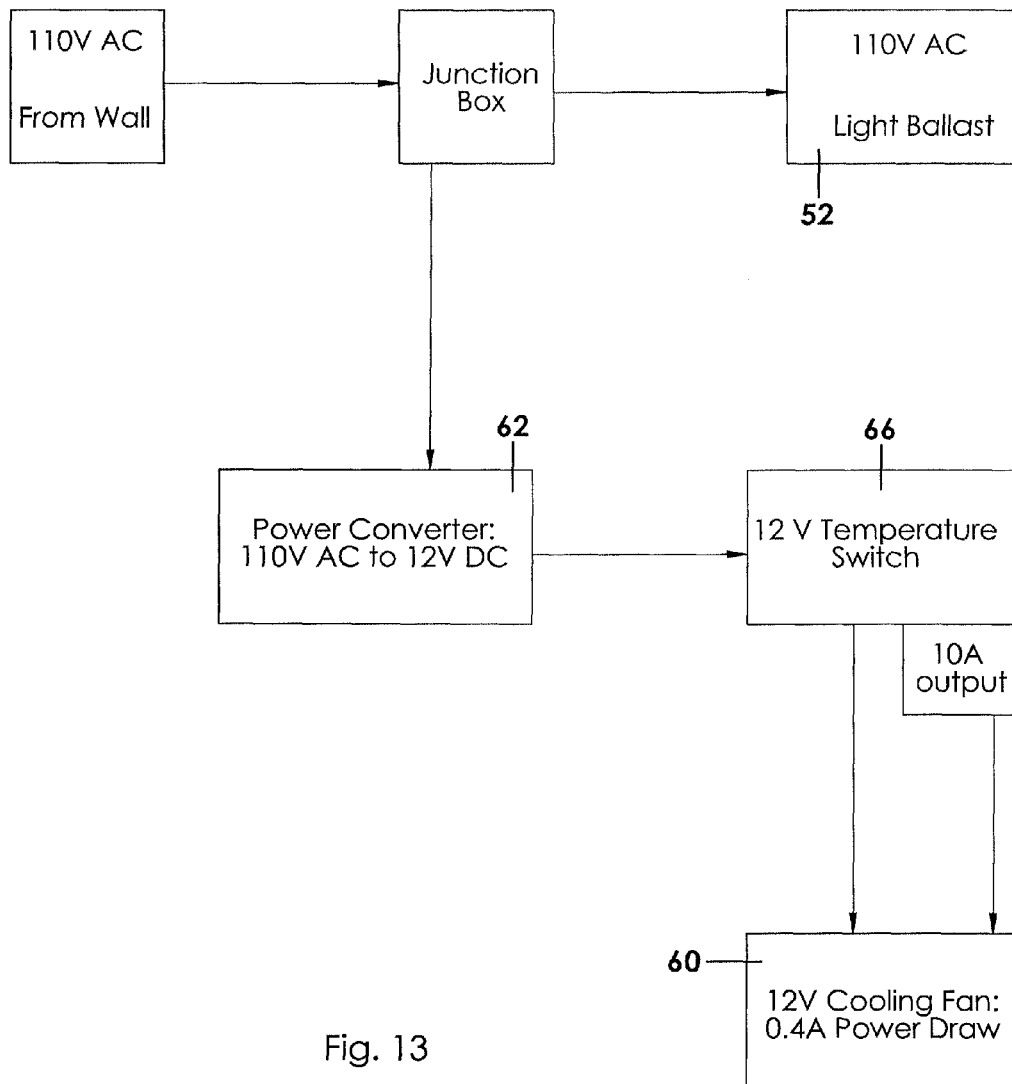 110V AC
From Wall
Junction
Box
110V AC
Light Ballast
52
62
Power Converter:
110V AC to 12V DC
66
12 V Temperature
Switch
10A
output
60
12V Cooling Fan:
0.4A Power Draw
Fig. 13